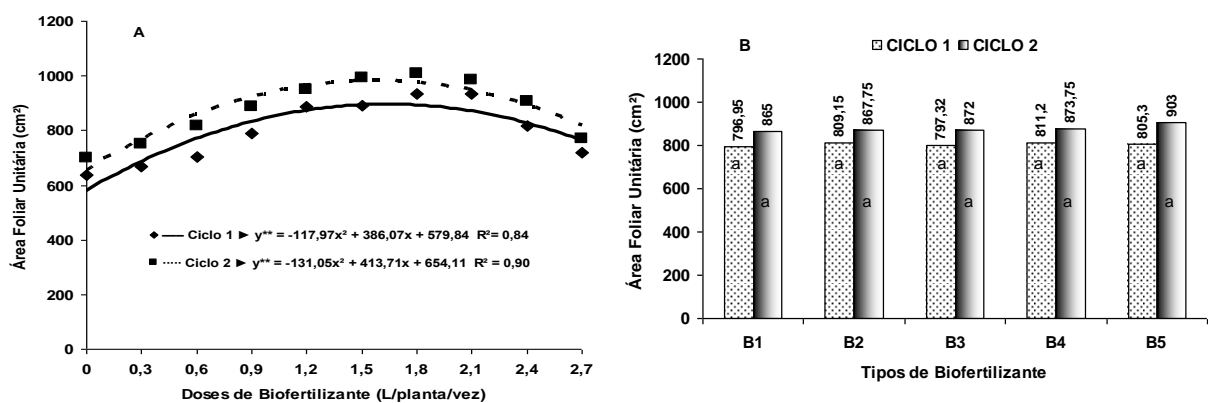 A
Área Foliar Unitária (cm²)
1200
1000
800
600
400
200
0
Ciclo 1 ► y** = -117,97x² + 386,07x + 579,84 R²= 0,84
Ciclo 2 ► y** = -131,05x² + 413,71x + 654,11 R² = 0,90
0 0,3 0,6 0,9 1,2 1,5 1,8 2,1 2,4 2,7
Doses de Biofertilizante (L/planta/vez)
B
CICLO 1 CICLO 2
Área Foliar Unitária (cm²)
1200
1000
800
600
400
200
0
796,95 865 809,15 867,75 797,32 872 811,2 873,75 805,3 903
a a a a a
a a a a a
B1 B2 B3 B4 B5
Tipos de Biofertilizante